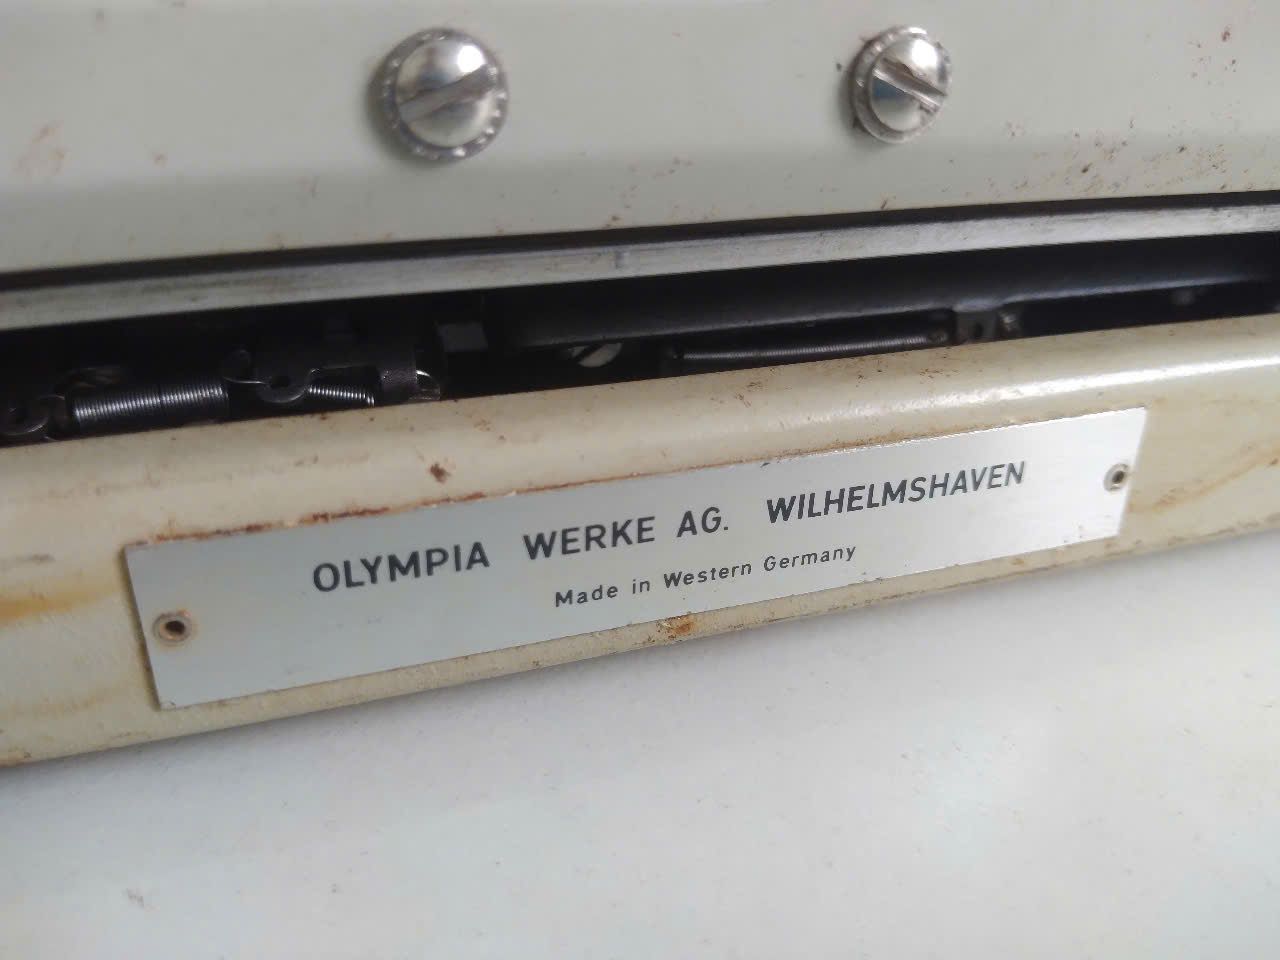 OLYMPIA WERKE AG. WILHELMSHAVEN
Made in Western Germany